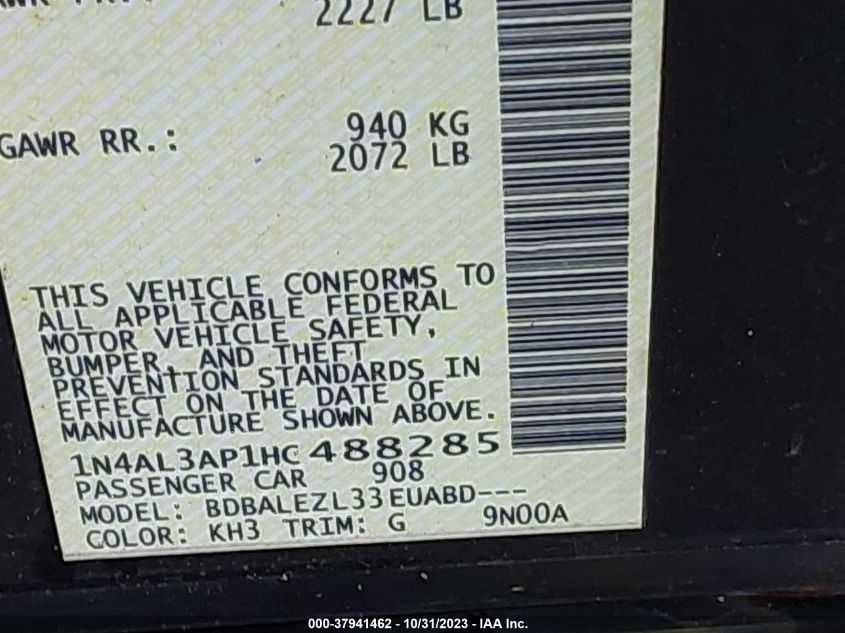 2227 LB
940 KG
GAWR RR.:
2072 LB
THIS VEHICLE CONFORMS TO
ALL APPLICABLE FEDERAL
MOTOR VEHICLE SAFETY,
BUMPER, AND THEFT
PREVENTION STANDARDS IN
EFFECT ON THE DATE OF
MANUFACTURE SHOWN ABOVE.
1N4AL3AP1HC488285
PASSENGER CAR 908
MODEL: BDBALEZL33EUABD---
COLOR: KH3 TRIM: G 9N00A
000-37941462 - 10/31/2023 - IAA Inc.